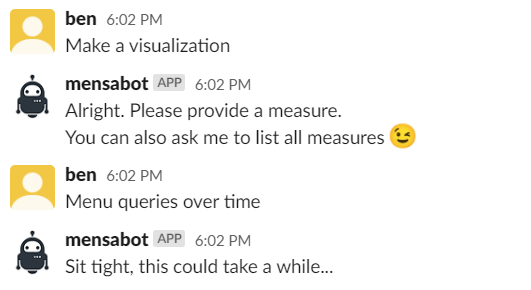 ben 6:02 PM
Make a visualization
mensabot APP 6:02 PM
Alright. Please provide a measure.
You can also ask me to list all measures 😉
ben 6:02 PM
Menu queries over time
mensabot APP 6:02 PM
Sit tight, this could take a while...